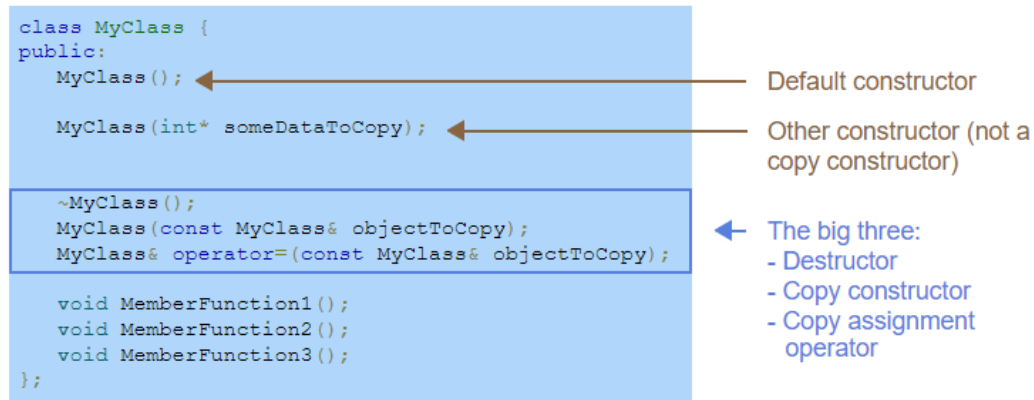 class MyClass {
public:
MyClass();
Default constructor
MyClass(int* someDataToCopy);
Other constructor (not a
copy constructor)
~MyClass();
MyClass(const MyClass& objectToCopy);
MyClass& operator=(const MyClass& objectToCopy);
The big three:
- Destructor
- Copy constructor
- Copy assignment
operator
void MemberFunction1();
void MemberFunction2();
void MemberFunction3();
};